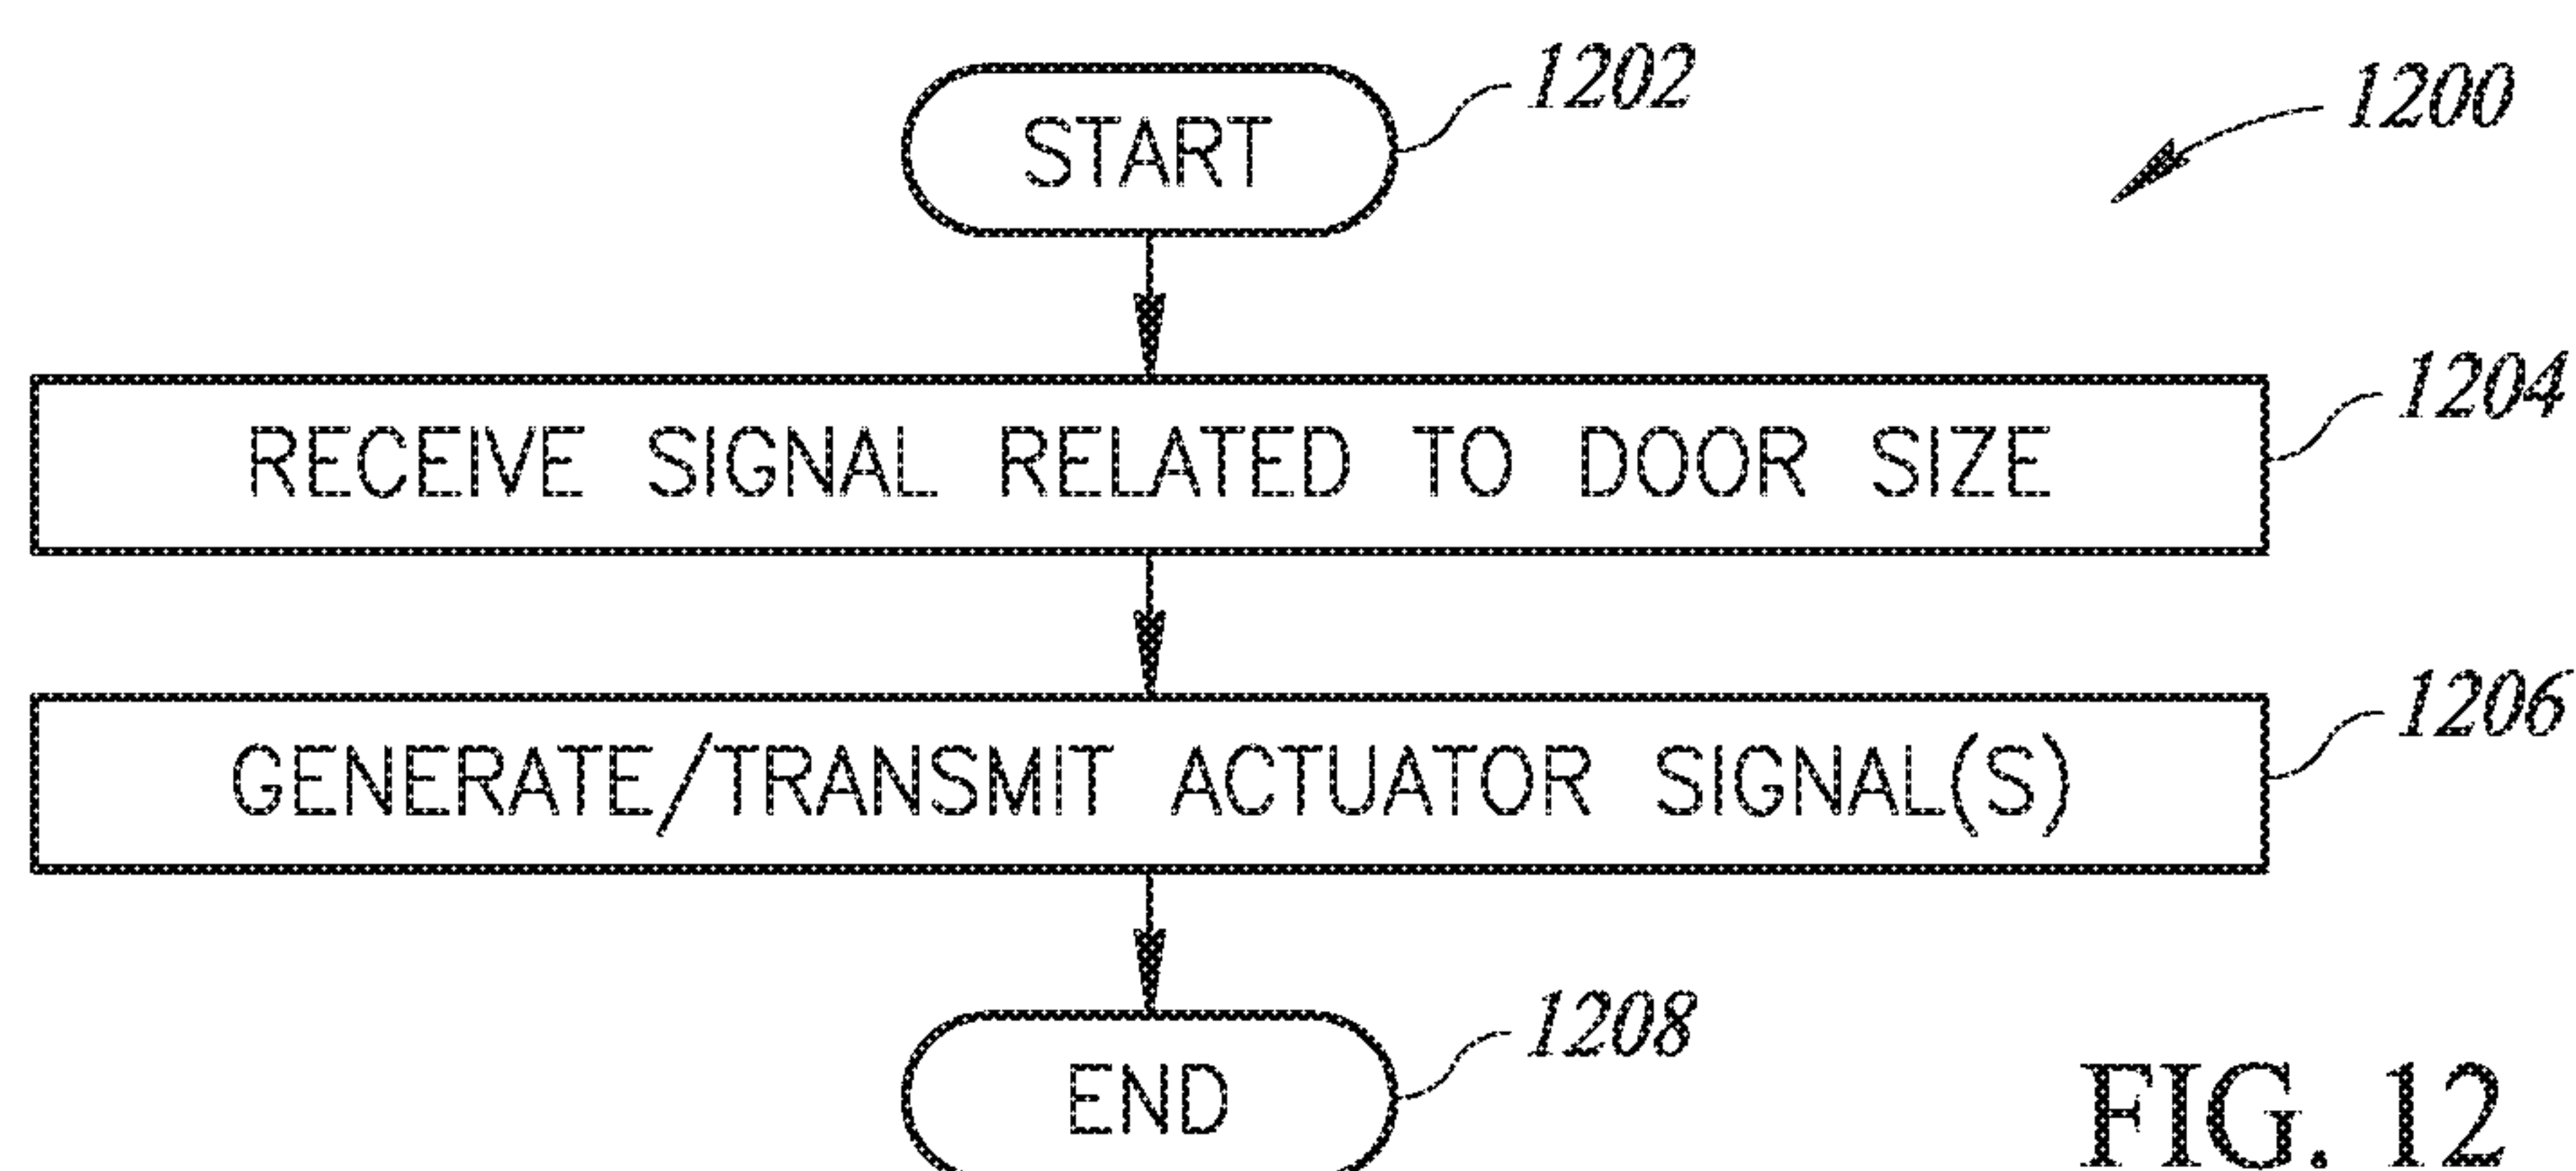 START 1202
1200
RECEIVE SIGNAL RELATED TO DOOR SIZE 1204
GENERATE/TRANSMIT ACTUATOR SIGNAL(S) 1206
END 1208
FIG. 12